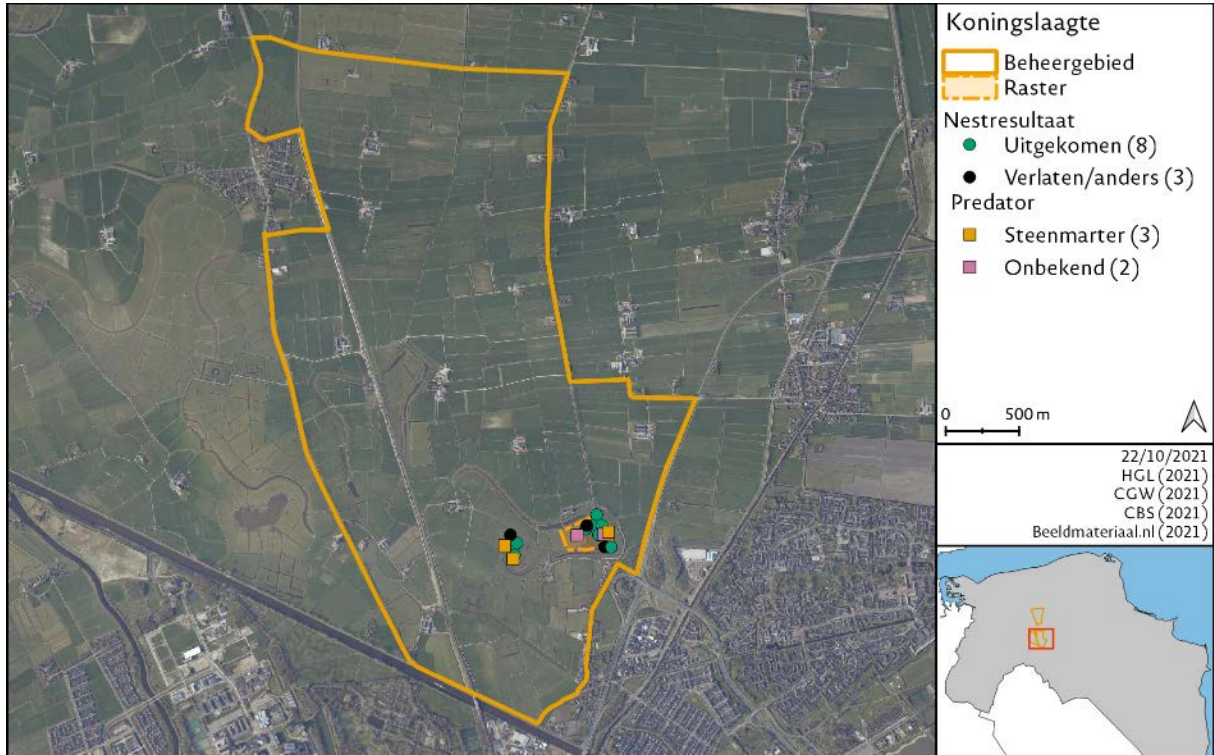 Koningslaagte
Beheergebied
Raster
Nestresultaat
Uitgekomen (8)
Verlaten/anders (3)
Predator
Steenmarter (3)
Onbekend (2)
0 500 m
22/10/2021
HGL (2021)
CGW (2021)
CBS (2021)
Beeldmateriaal.nl (2021)